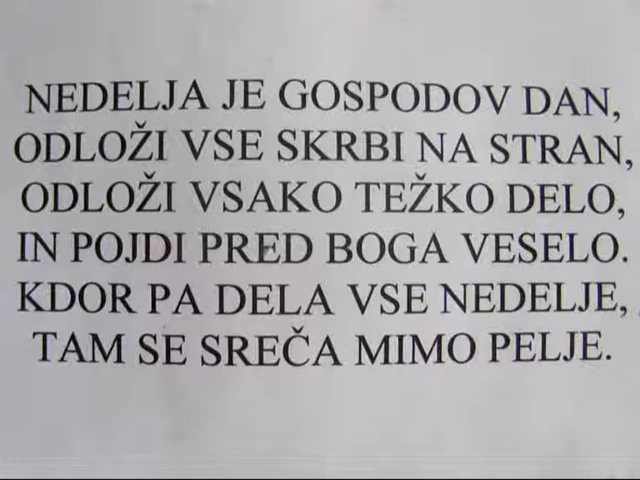 NEDELJA JE GOSPODOV DAN,
ODLOŽI VSE SKRBI NA STRAN,
ODLOŽI VSAKO TEŽKO DELO,
IN POJDI PRED BOGA VESELO.
KDOR PA DELA VSE NEDELJE,
TAM SE SREČA MIMO PELJE.